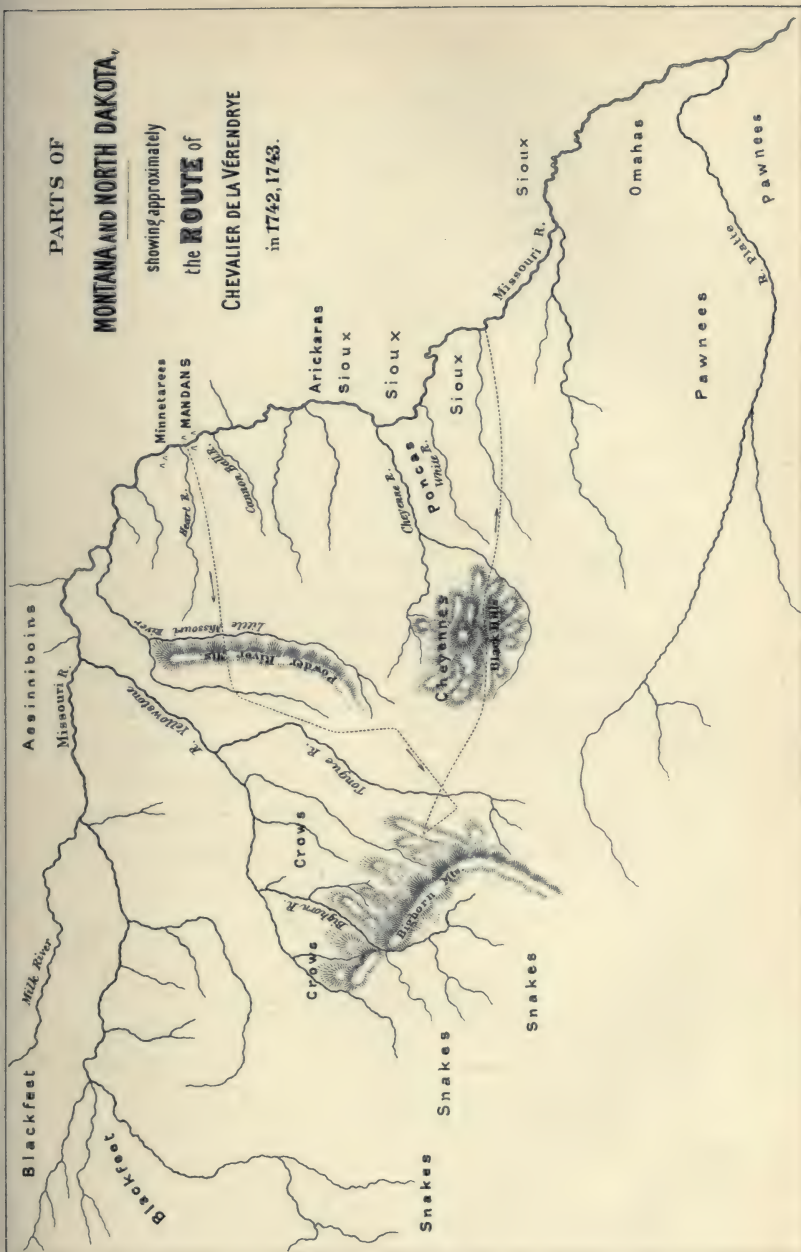 PARTS OF
MONTANA AND NORTH DAKOTA,
showing approximately
the ROUTE of
CHEVALIER DE LA VÉRENDRYE
in 1742, 1743.
Blackfeet
Milk River
Assinniboins
Missouri R.
Blackfeet
R. Yellowstone
Minnetarees
MANDANS
Heart R.
Cannon Ball R.
Little Missouri River
Powder River Mts
Tongue R.
Crows
Crows
Bighorn R.
Bighorn Mts.
Snakes
Snakes
Snakes
Arickaras
Sioux
Sioux
Sioux
Cheyenne R.
Poncas
White R.
Cheyennes
Black Hills
Missouri R.
Sioux
Omahas
Pawnees
R. Platte
Pawnees